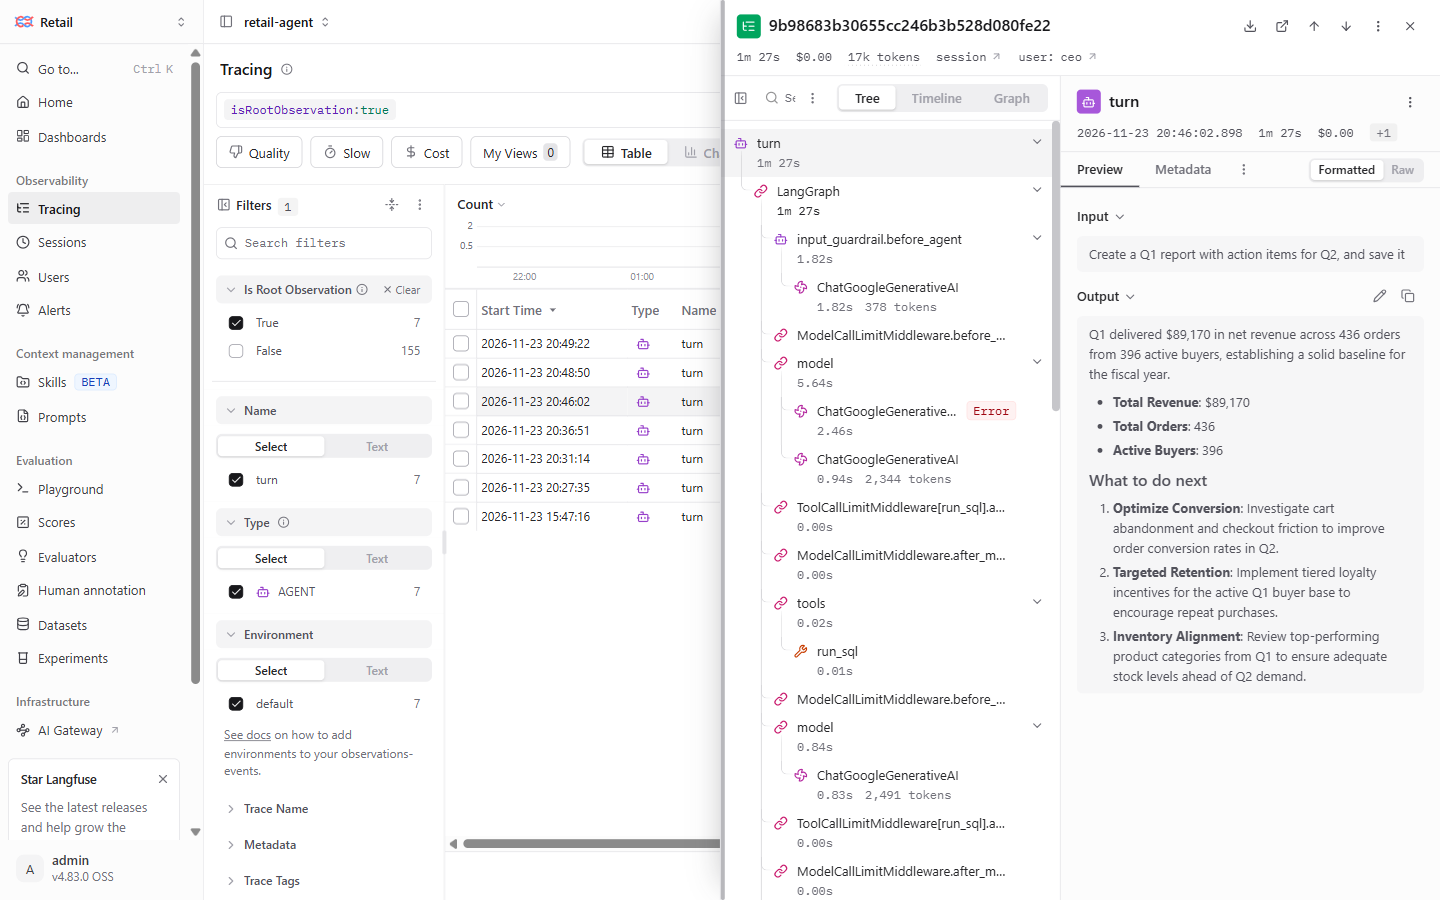 Retail
Go to...
Ctrl K
Home
Dashboards
Observability
Tracing
Sessions
Users
Alerts
Context management
Skills BETA
Prompts
Evaluation
Playground
Scores
Evaluators
Human annotation
Datasets
Experiments
Infrastructure
AI Gateway
Star Langfuse
See the latest releases
and help grow the
A
admin
v4.83.0 OSS
retail-agent
Tracing
isRootObservation:true
Quality
Slow
Cost
My Views 0
Table
Ch
Filters 1
Search filters
Is Root Observation
Clear
True 7
False 155
Name
Select Text
turn 7
Type
Select Text
AGENT 7
Environment
Select Text
default 7
See docs on how to add
environments to your observations-
events.
Trace Name
Metadata
Trace Tags
Count
2
0.5
22:00 01:00
Start Time Type Name
2026-11-23 20:49:22 turn
2026-11-23 20:48:50 turn
2026-11-23 20:46:02 turn
2026-11-23 20:36:51 turn
2026-11-23 20:31:14 turn
2026-11-23 20:27:35 turn
2026-11-23 15:47:16 turn
9b98683b30655cc246b3b528d080fe22
1m 27s $0.00 17k tokens session user: ceo
Se
Tree Timeline Graph
turn
1m 27s
LangGraph
1m 27s
input_guardrail.before_agent
1.82s
ChatGoogleGenerativeAI
1.82s 378 tokens
ModelCallLimitMiddleware.before_...
model
5.64s
ChatGoogleGenerative... Error
2.46s
ChatGoogleGenerativeAI
0.94s 2,344 tokens
ToolCallLimitMiddleware[run_sql].a...
0.00s
ModelCallLimitMiddleware.after_m...
0.00s
tools
0.02s
run_sql
0.01s
ModelCallLimitMiddleware.before_...
model
0.84s
ChatGoogleGenerativeAI
0.83s 2,491 tokens
ToolCallLimitMiddleware[run_sql].a...
0.00s
ModelCallLimitMiddleware.after_m...
0.00s
turn
2026-11-23 20:46:02.898 1m 27s $0.00 +1
Preview Metadata
Formatted Raw
Input
Create a Q1 report with action items for Q2, and save it
Output
Q1 delivered $89,170 in net revenue across 436 orders
from 396 active buyers, establishing a solid baseline for
the fiscal year.
• Total Revenue: $89,170
• Total Orders: 436
• Active Buyers: 396
What to do next
1. Optimize Conversion: Investigate cart
abandonment and checkout friction to improve
order conversion rates in Q2.
2. Targeted Retention: Implement tiered loyalty
incentives for the active Q1 buyer base to
encourage repeat purchases.
3. Inventory Alignment: Review top-performing
product categories from Q1 to ensure adequate
stock levels ahead of Q2 demand.